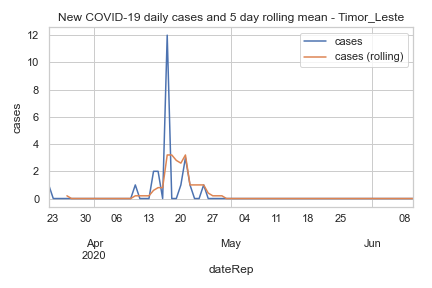 New COVID-19 daily cases and 5 day rolling mean - Timor_Leste
cases
cases (rolling)
12
10
8
6
4
2
0
cases
23 30 06 13 20 27 04 11 18 25 08
Apr May Jun
2020
dateRep